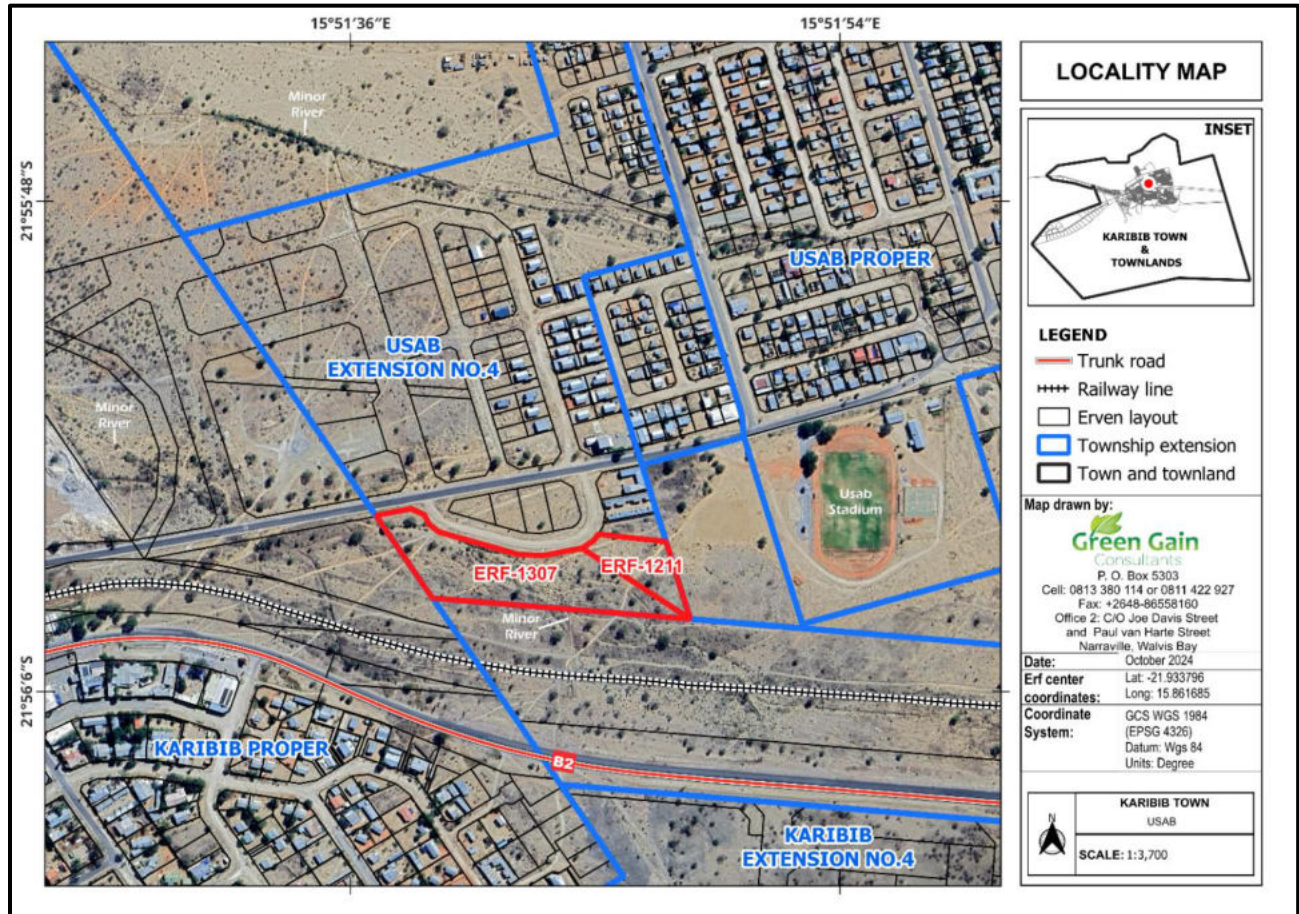 15°51'36"E
15°51'54"E
21°55'48"S
21°56'6"S
Minor
River
USAB PROPER
USAB
EXTENSION NO.4
Minor
River
Usab
Stadium
ERF-1307
ERF-1211
Minor
River
KARIBIB PROPER
B2
KARIBIB
EXTENSION NO.4
LOCALITY MAP
INSET
KARIBIB TOWN
&
TOWNLANDS
LEGEND
Trunk road
Railway line
Erven layout
Township extension
Town and townland
Map drawn by:
Green Gain
Consultants
P. O. Box 5303
Cell: 0813 380 114 or 0811 422 927
Fax: +2648-86558160
Office 2: C/O Joe Davis Street
and Paul van Harte Street
Narraville, Walvis Bay
Date: October 2024
Erf center coordinates: Lat: -21.933796
Long: 15.861685
Coordinate System: GCS WGS 1984
(EPSG 4326)
Datum: Wgs 84
Units: Degree
N
KARIBIB TOWN
USAB
SCALE: 1:3,700